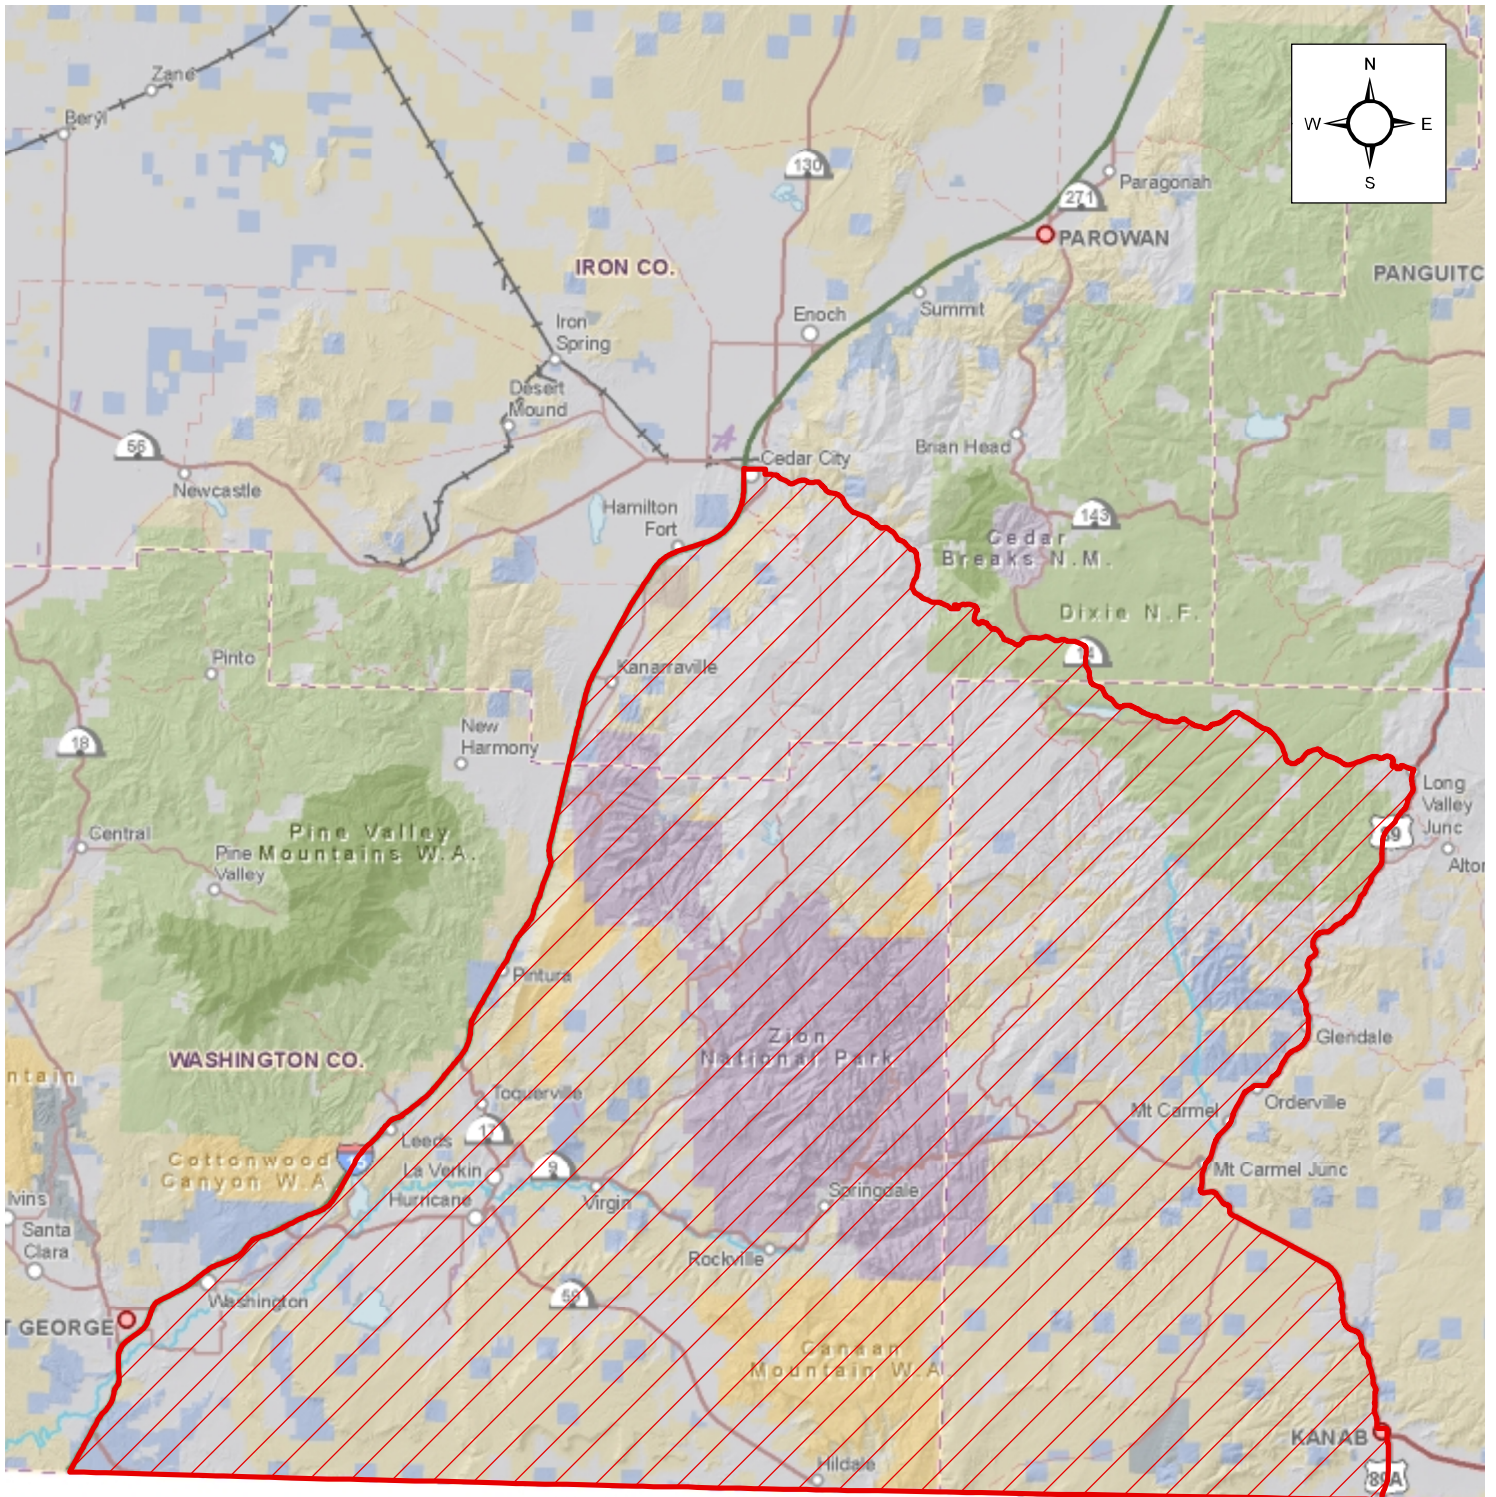 Zane
Beryl
130
N
W
E
S
Paragonah
271
PAROWAN
IRON CO.
PANGUITC
Summit
Enoch
Iron
Spring
Desert
Mound
56
Newcastle
Cedar City
Brian Head
Hamilton
Fort
143
Cedar
Breaks N.M.
Dixie N.F.
14
Pinto
Kanarraville
18
New
Harmony
Long
Valley
Junc
89
Alton
Central
Pine Valley
Mountains W.A.
Pine
Valley
Pintura
Zion
National Park
Glendale
WASHINGTON CO.
ntain
Toquerville
Orderville
Mt Carmel
17
Leeds
Cottonwood
Canyon W.A
La Verkin
9
Mt Carmel Junc
Hurricane
Virgin
Springdale
lvins
Santa
Clara
Rockville
Washington
59
T GEORGE
Canaan
Mountain W.A
KANAB
Hildale
89A